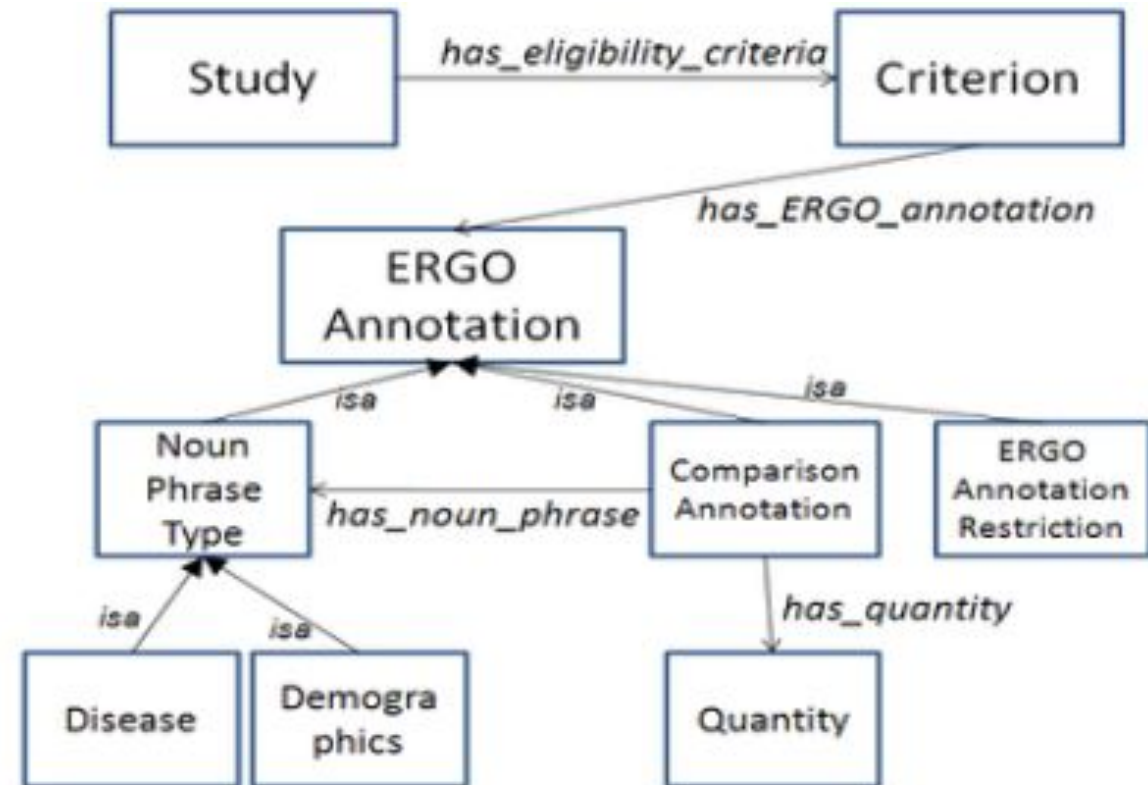 Study
has_eligibility_criteria
Criterion
has_ERGO_annotation
ERGO
Annotation
isa
isa
isa
Noun
Phrase
Type
has_noun_phrase
Comparison
Annotation
ERGO
Annotation
Restriction
isa
isa
has_quantity
Disease
Demogra
phics
Quantity